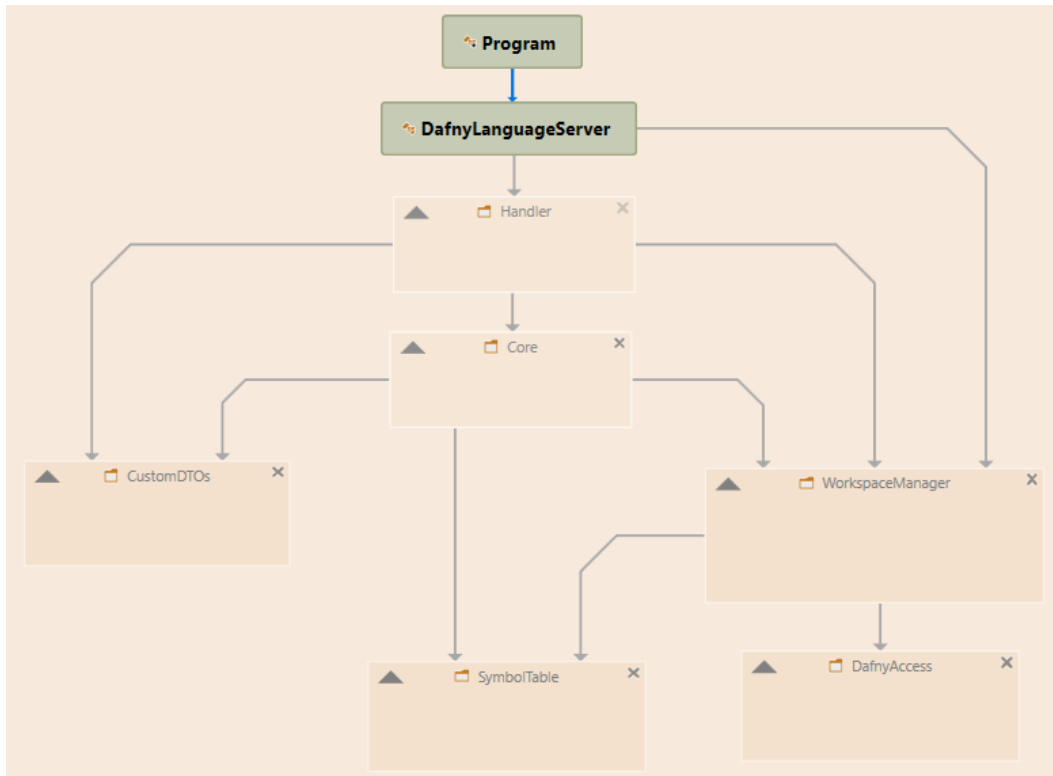 Program
DafnyLanguageServer
Handler
Core
CustomDTOs
WorkspaceManager
SymbolTable
DafnyAccess